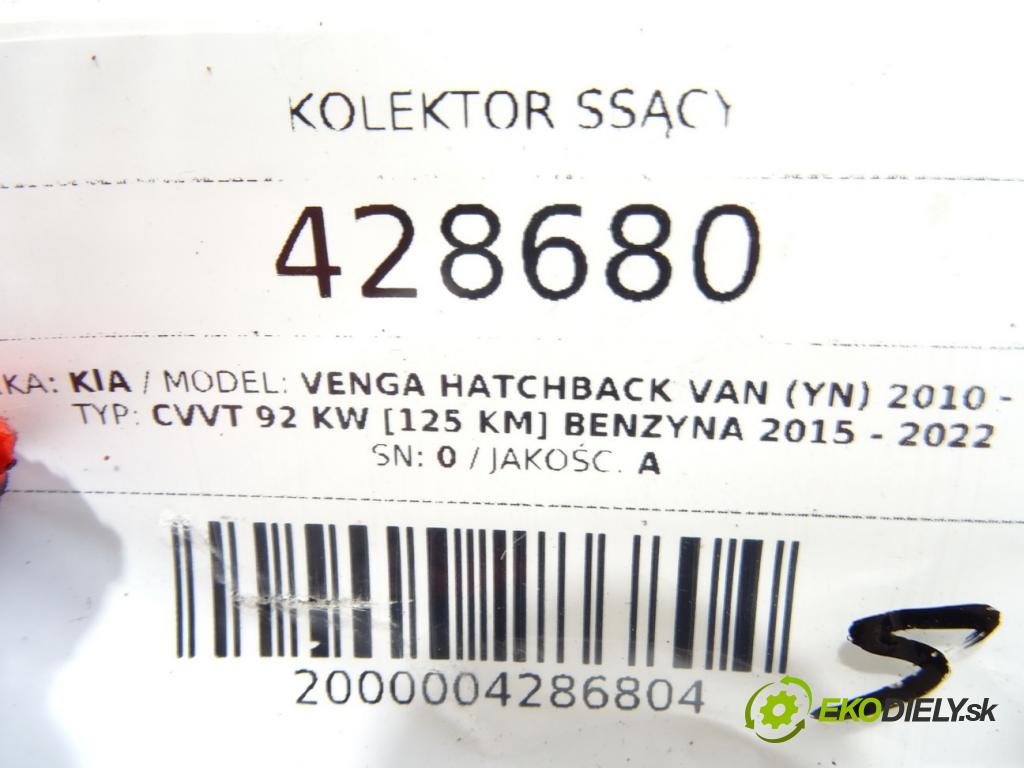 KOLEKTOR SSĄCY
428680
KA: KIA / MODEL: VENGA HATCHBACK VAN (YN) 2010 -
TYP: CVVT 92 KW [125 KM] BENZYNA 2015 - 2022
SN: 0 / JAKOŚĆ: A
2000004286804
S
EKODIELY.sk